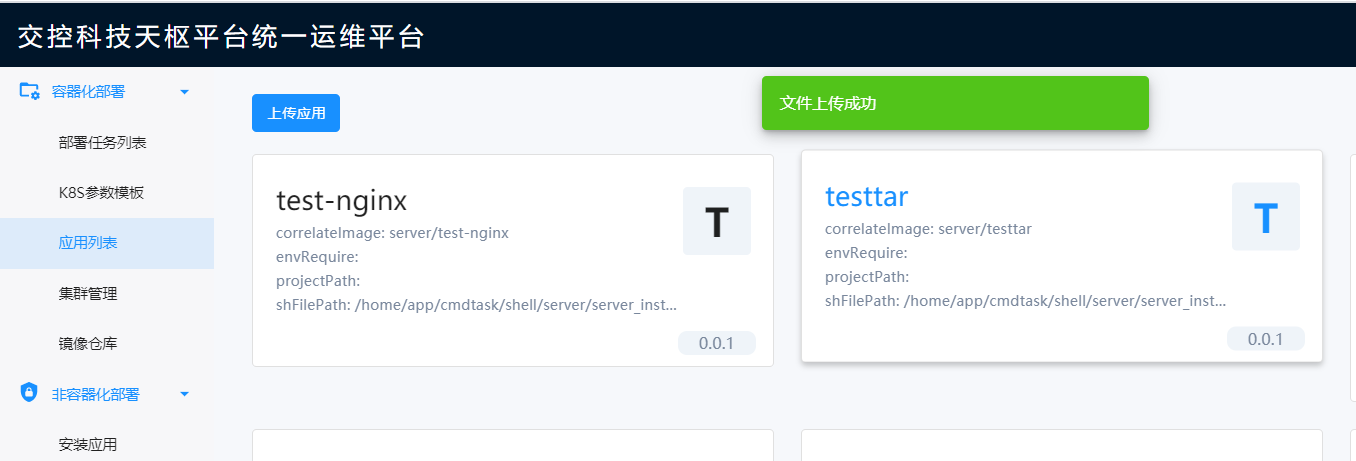 交控科技天枢平台统一运维平台
容器化部署
部署任务列表
K8S参数模板
应用列表
集群管理
镜像仓库
非容器化部署
安装应用
上传应用
文件上传成功
test-nginx
T
correlateImage: server/test-nginx
envRequire:
projectPath:
shFilePath: /home/app/cmdtask/shell/server/server_inst...
0.0.1
testtar
T
correlateImage: server/testtar
envRequire:
projectPath:
shFilePath: /home/app/cmdtask/shell/server/server_inst...
0.0.1